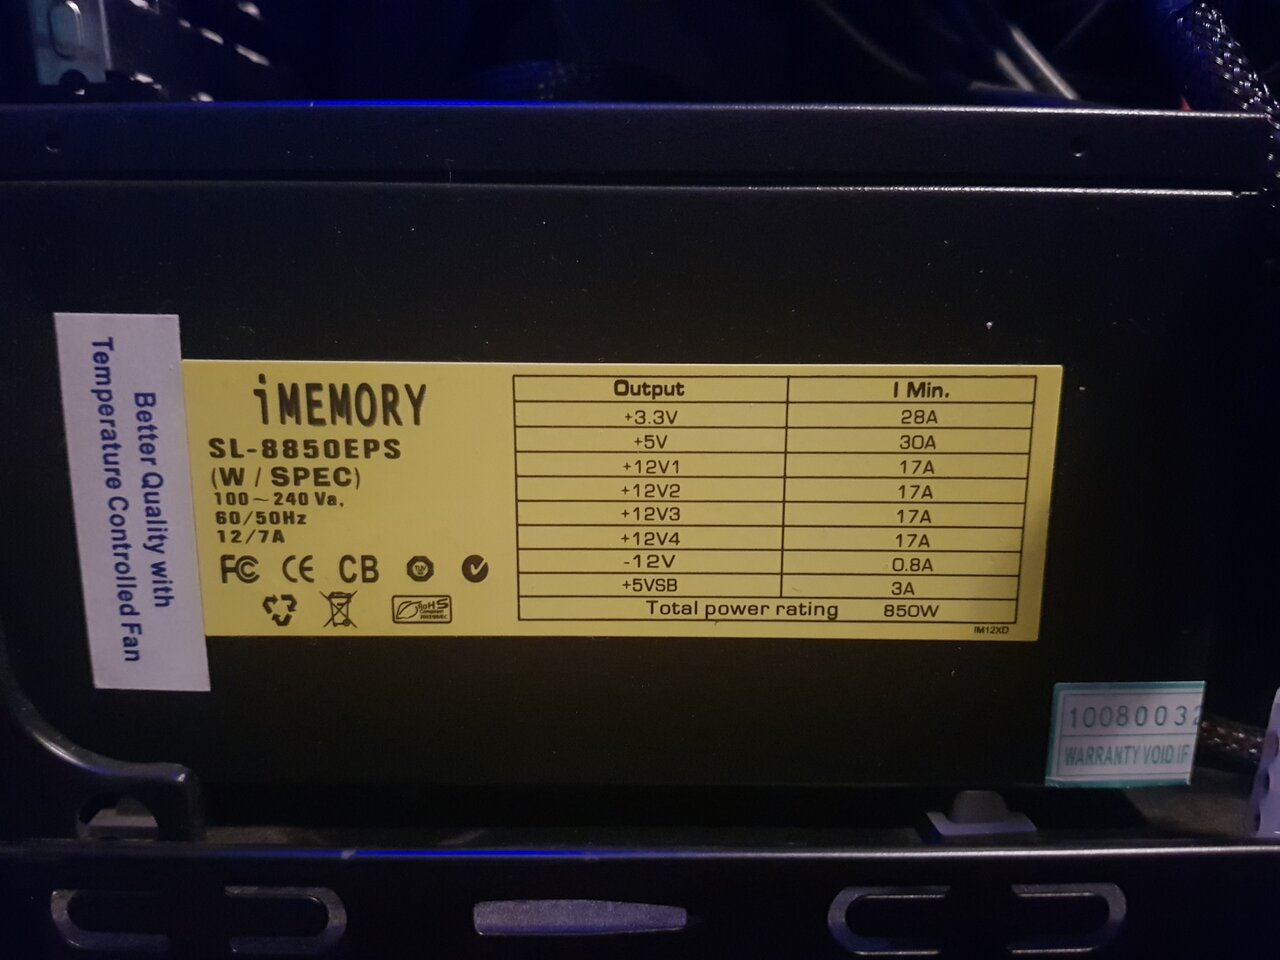 Better Quality with
Temperature Controlled Fan
iMEMORY
SL-8850EPS
(W / SPEC)
100~240 Va,
60/50Hz
12/7A
FC CE CB
RoHS
Output I Min.
+3.3V 28A
+5V 30A
+12V1 17A
+12V2 17A
+12V3 17A
+12V4 17A
-12V 0.8A
+5VSB 3A
Total power rating 850W
IM12XD
1008003
WARRANTY VOID IF